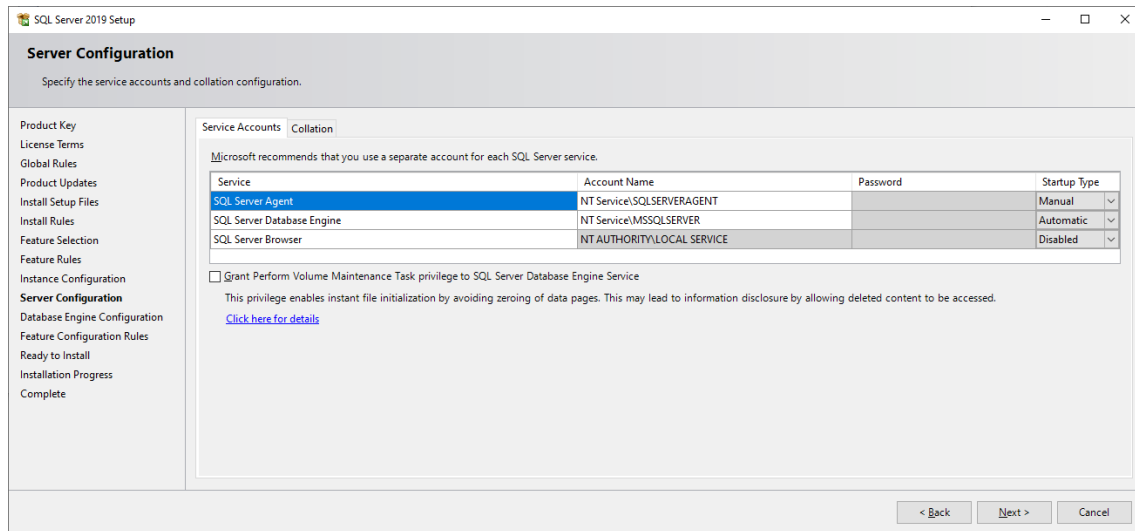 SQL Server 2019 Setup
Server Configuration
Specify the service accounts and collation configuration.
Product Key
License Terms
Global Rules
Product Updates
Install Setup Files
Install Rules
Feature Selection
Feature Rules
Instance Configuration
Server Configuration
Database Engine Configuration
Feature Configuration Rules
Ready to Install
Installation Progress
Complete
Service Accounts Collation
Microsoft recommends that you use a separate account for each SQL Server service.
Service Account Name Password Startup Type
SQL Server Agent NT Service\SQLSERVERAGENT Manual
SQL Server Database Engine NT Service\MSSQLSERVER Automatic
SQL Server Browser NT AUTHORITY\LOCAL SERVICE Disabled
Grant Perform Volume Maintenance Task privilege to SQL Server Database Engine Service
This privilege enables instant file initialization by avoiding zeroing of data pages. This may lead to information disclosure by allowing deleted content to be accessed.
Click here for details
< Back Next > Cancel